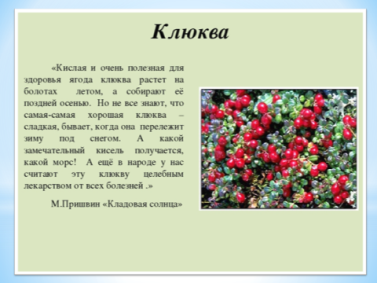 Клюква
«Кислая и очень полезная для
здоровья ягода клюква растет на
болотах летом, а собирают её
поздней осенью. Но не все знают, что
самая-самая хорошая клюква –
сладкая, бывает, когда она перележит
зиму под снегом. А какой
замечательный кисель получается,
какой морс! А ещё в народе у нас
считают эту клюкву целебным
лекарством от всех болезней .»
М.Пришвин «Кладовая солнца»